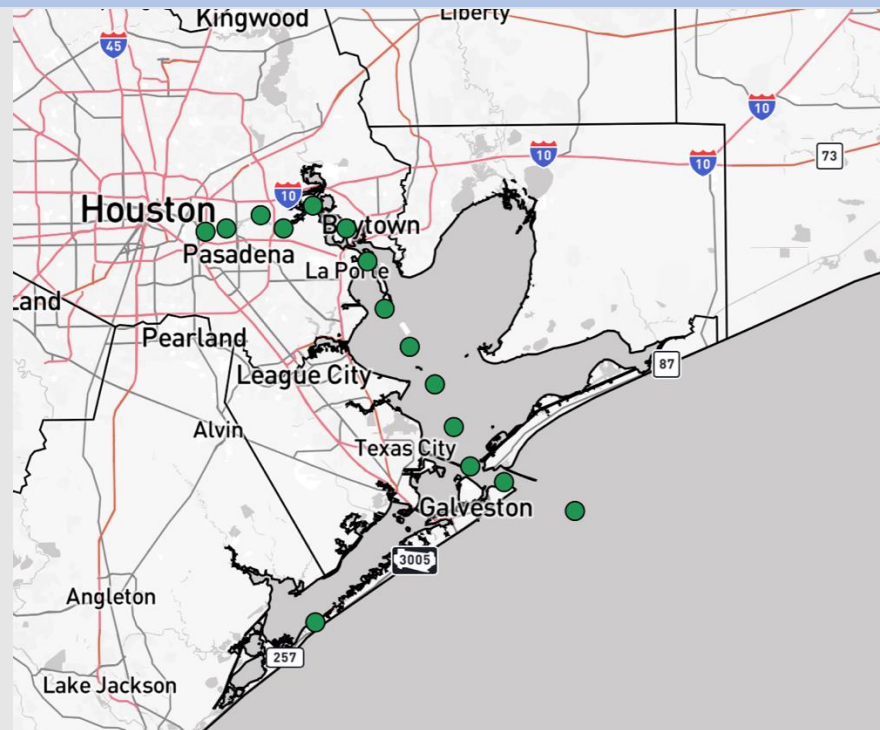 Kingwood
Liberty
45
10
10
73
10
10
Houston
Baytown
Pasadena
La Porte
Land
Pearland
87
League City
Alvin
Texas City
Galveston
3005
Angleton
257
Lake Jackson